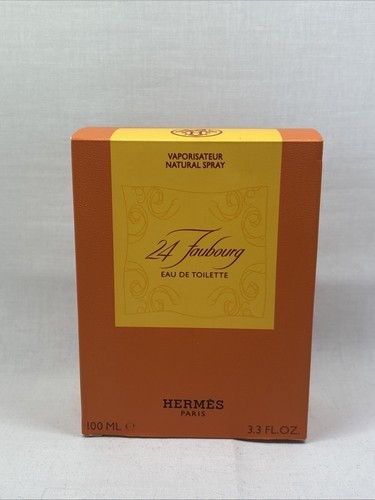 VAPORISATEUR
NATURAL SPRAY
24 Faubourg
EAU DE TOILETTE
HERMÈS
PARIS
100 ML ℮
3.3 FL.OZ.